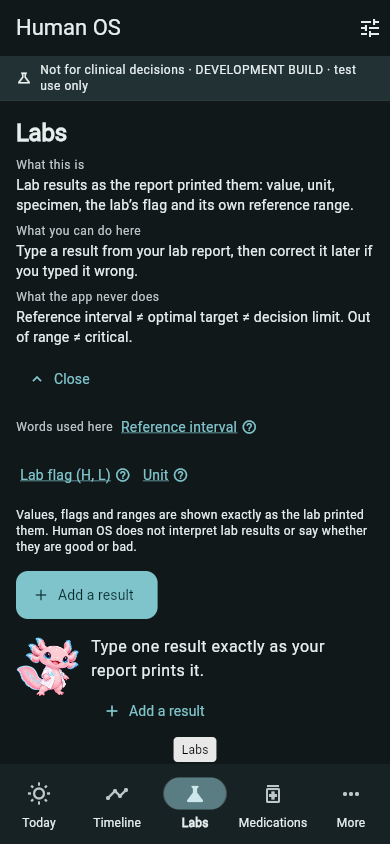 Human OS
Not for clinical decisions · DEVELOPMENT BUILD · test
use only
Labs
What this is
Lab results as the report printed them: value, unit,
specimen, the lab's flag and its own reference range.
What you can do here
Type a result from your lab report, then correct it later if
you typed it wrong.
What the app never does
Reference interval ≠ optimal target ≠ decision limit. Out
of range ≠ critical.
Close
Words used here Reference interval
Lab flag (H, L) Unit
Values, flags and ranges are shown exactly as the lab printed
them. Human OS does not interpret lab results or say whether
they are good or bad.
Add a result
Type one result exactly as your
report prints it.
Add a result
Labs
Today Timeline Labs Medications More